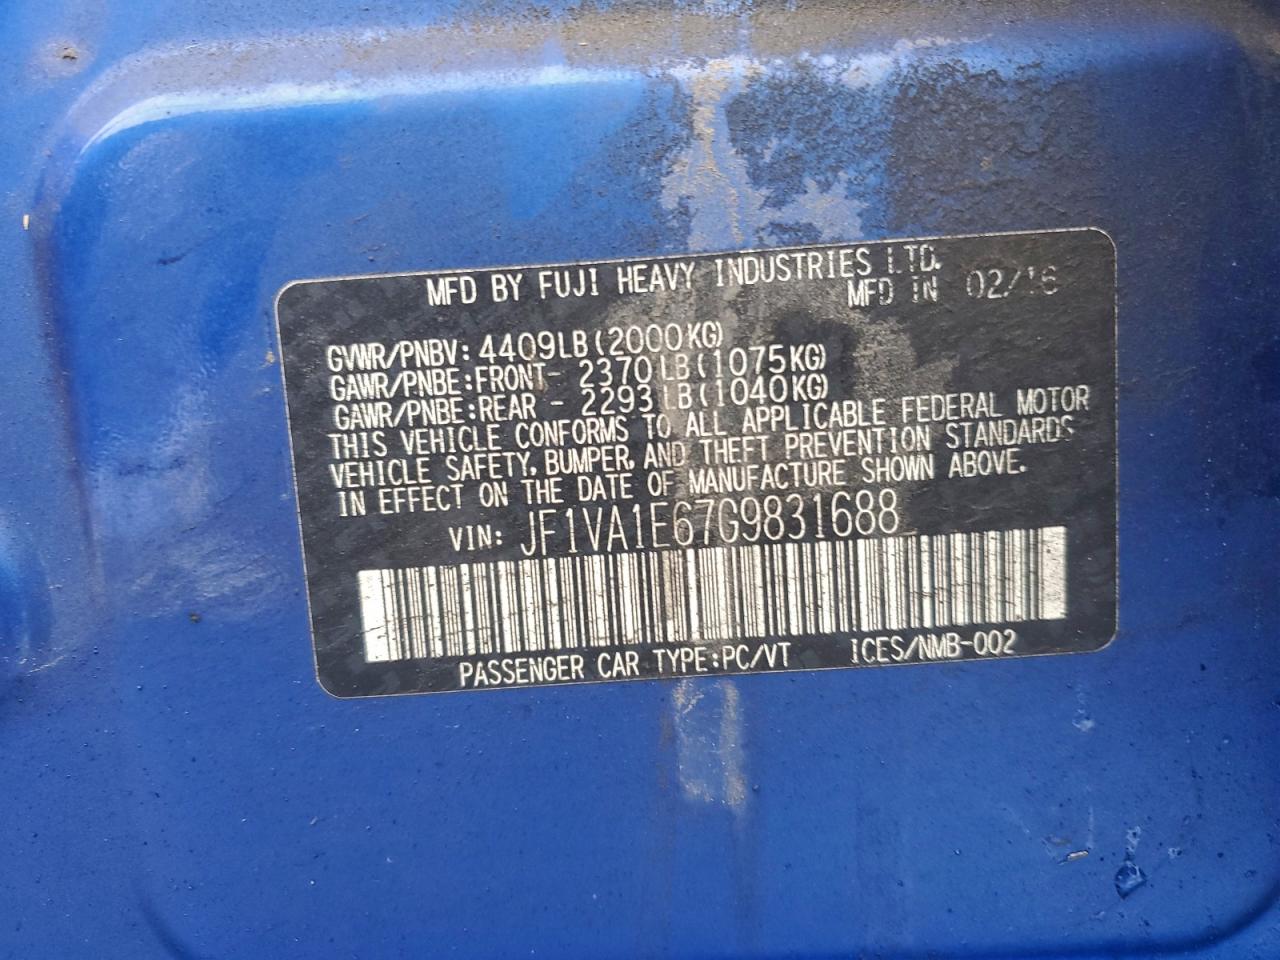 MFD BY FUJI HEAVY INDUSTRIES LTD.
MFD IN 02/16
GVWR/PNBV: 4409LB (2000KG)
GAWR/PNBE: FRONT- 2370LB (1075KG)
GAWR/PNBE: REAR - 2293LB (1040KG)
THIS VEHICLE CONFORMS TO ALL APPLICABLE FEDERAL MOTOR
VEHICLE SAFETY, BUMPER, AND THEFT PREVENTION STANDARDS
IN EFFECT ON THE DATE OF MANUFACTURE SHOWN ABOVE.
VIN: JF1VA1E67G9831688
PASSENGER CAR TYPE:PC/VT ICES/NMB-002